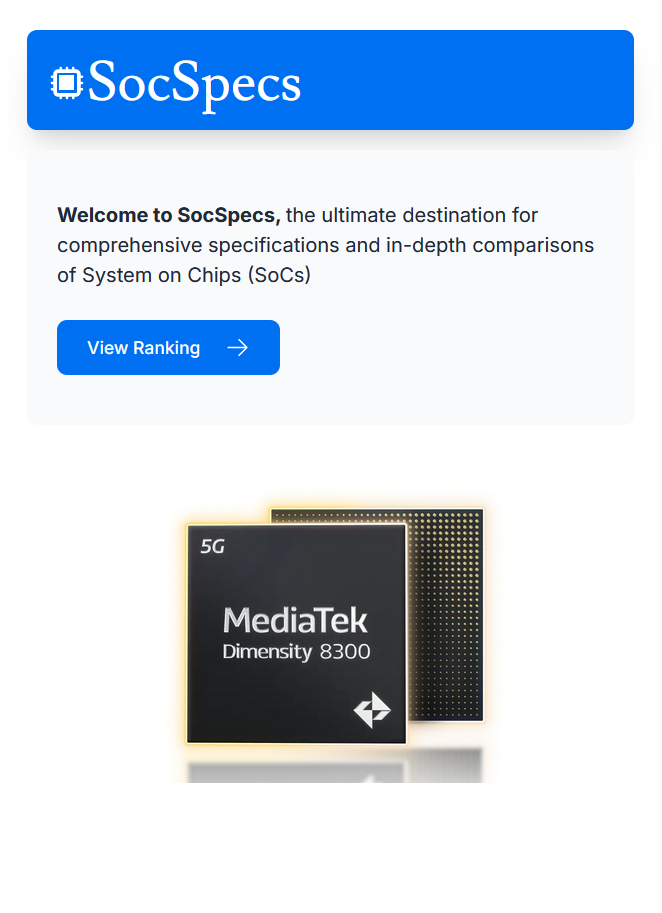 SocSpecs
Welcome to SocSpecs, the ultimate destination for
comprehensive specifications and in-depth comparisons
of System on Chips (SoCs)
View Ranking
5G
MediaTek
Dimensity 8300